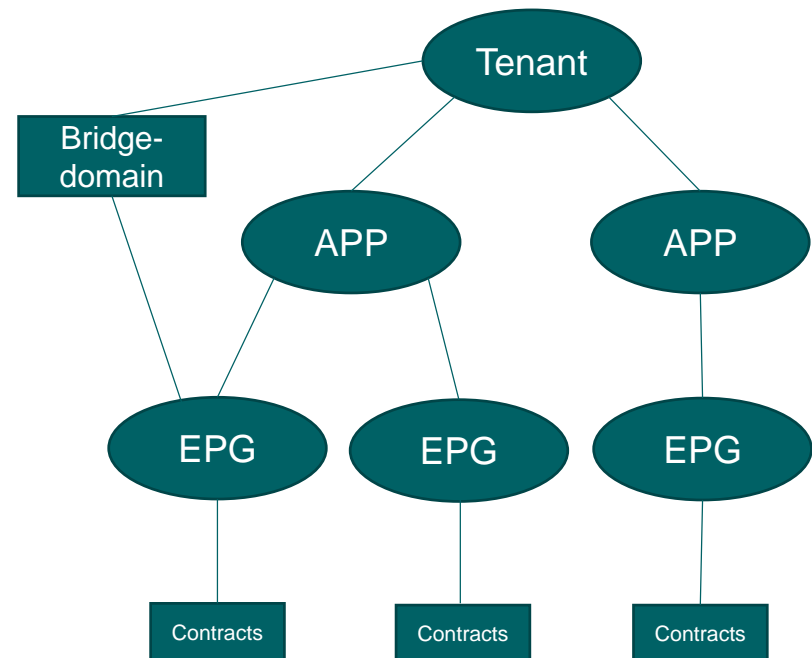 Tenant
Bridge-
domain
APP
APP
EPG
EPG
EPG
Contracts
Contracts
Contracts